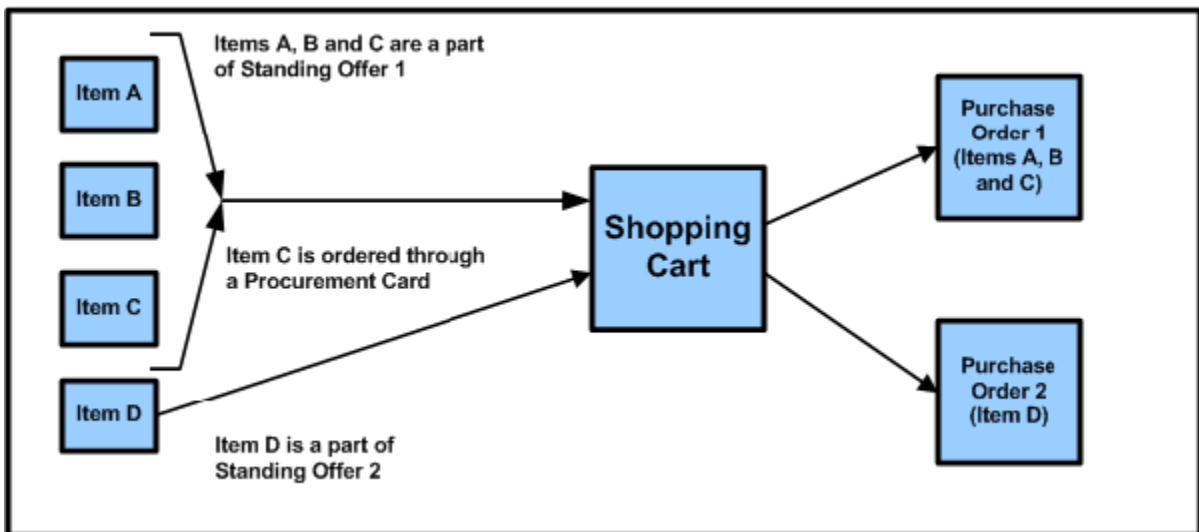 Items A, B and C are a part
of Standing Offer 1
Item A
Item B
Item C is ordered through
a Procurement Card
Item C
Item D
Item D is a part of
Standing Offer 2
Shopping
Cart
Purchase
Order 1
(Items A, B
and C)
Purchase
Order 2
(Item D)